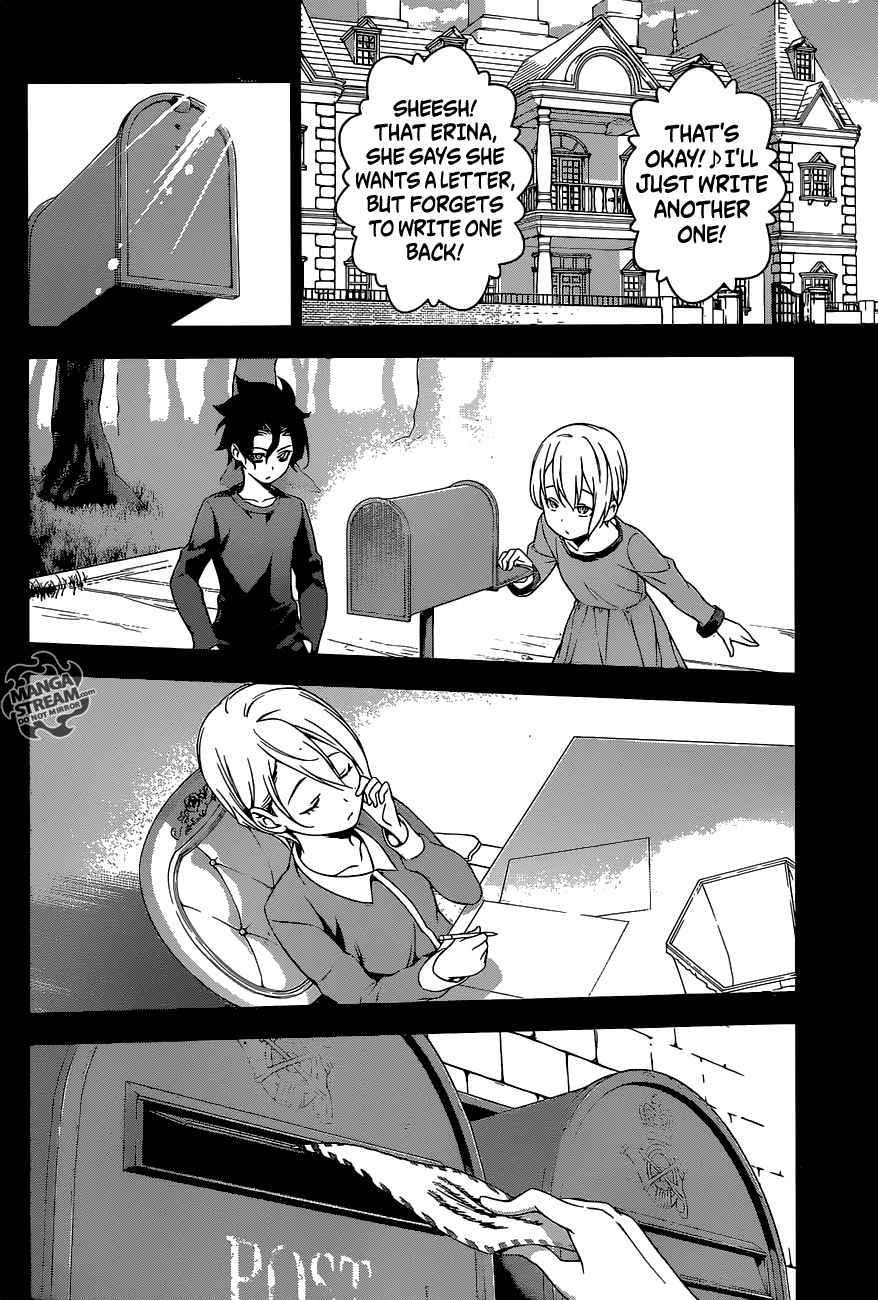 SHEESH!
THAT ERINA,
SHE SAYS SHE
WANTS A LETTER,
BUT FORGETS
TO WRITE ONE
BACK!
THAT'S
OKAY!♪I'LL
JUST WRITE
ANOTHER
ONE!
MANGA
STREAM.com
DO NOT MIRROR
POST